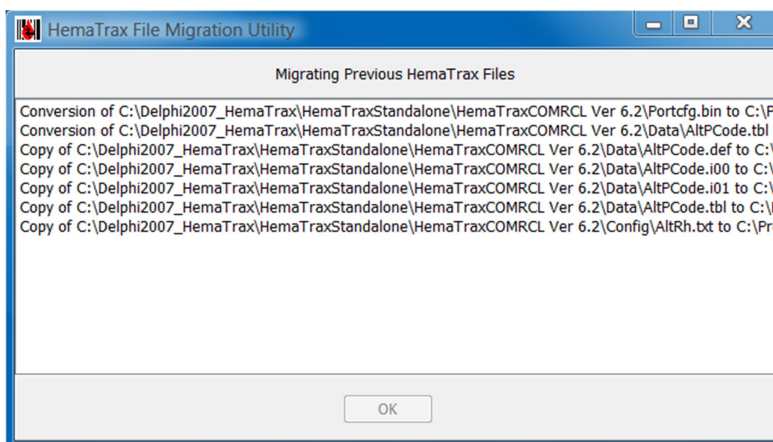 HemaTrax File Migration Utility
Migrating Previous HemaTrax Files
Conversion of C:\Delphi2007_HemaTrax\HemaTraxStandalone\HemaTraxCOMRCL Ver 6.2\Portcfg.bin to C:\P
Conversion of C:\Delphi2007_HemaTrax\HemaTraxStandalone\HemaTraxCOMRCL Ver 6.2\Data\AltPCode.tbl
Copy of C:\Delphi2007_HemaTrax\HemaTraxStandalone\HemaTraxCOMRCL Ver 6.2\Data\AltPCode.def to C:\
Copy of C:\Delphi2007_HemaTrax\HemaTraxStandalone\HemaTraxCOMRCL Ver 6.2\Data\AltPCode.i00 to C:\
Copy of C:\Delphi2007_HemaTrax\HemaTraxStandalone\HemaTraxCOMRCL Ver 6.2\Data\AltPCode.i01 to C:\
Copy of C:\Delphi2007_HemaTrax\HemaTraxStandalone\HemaTraxCOMRCL Ver 6.2\Data\AltPCode.tbl to C:\
Copy of C:\Delphi2007_HemaTrax\HemaTraxStandalone\HemaTraxCOMRCL Ver 6.2\Config\AltRh.txt to C:\Pr
OK